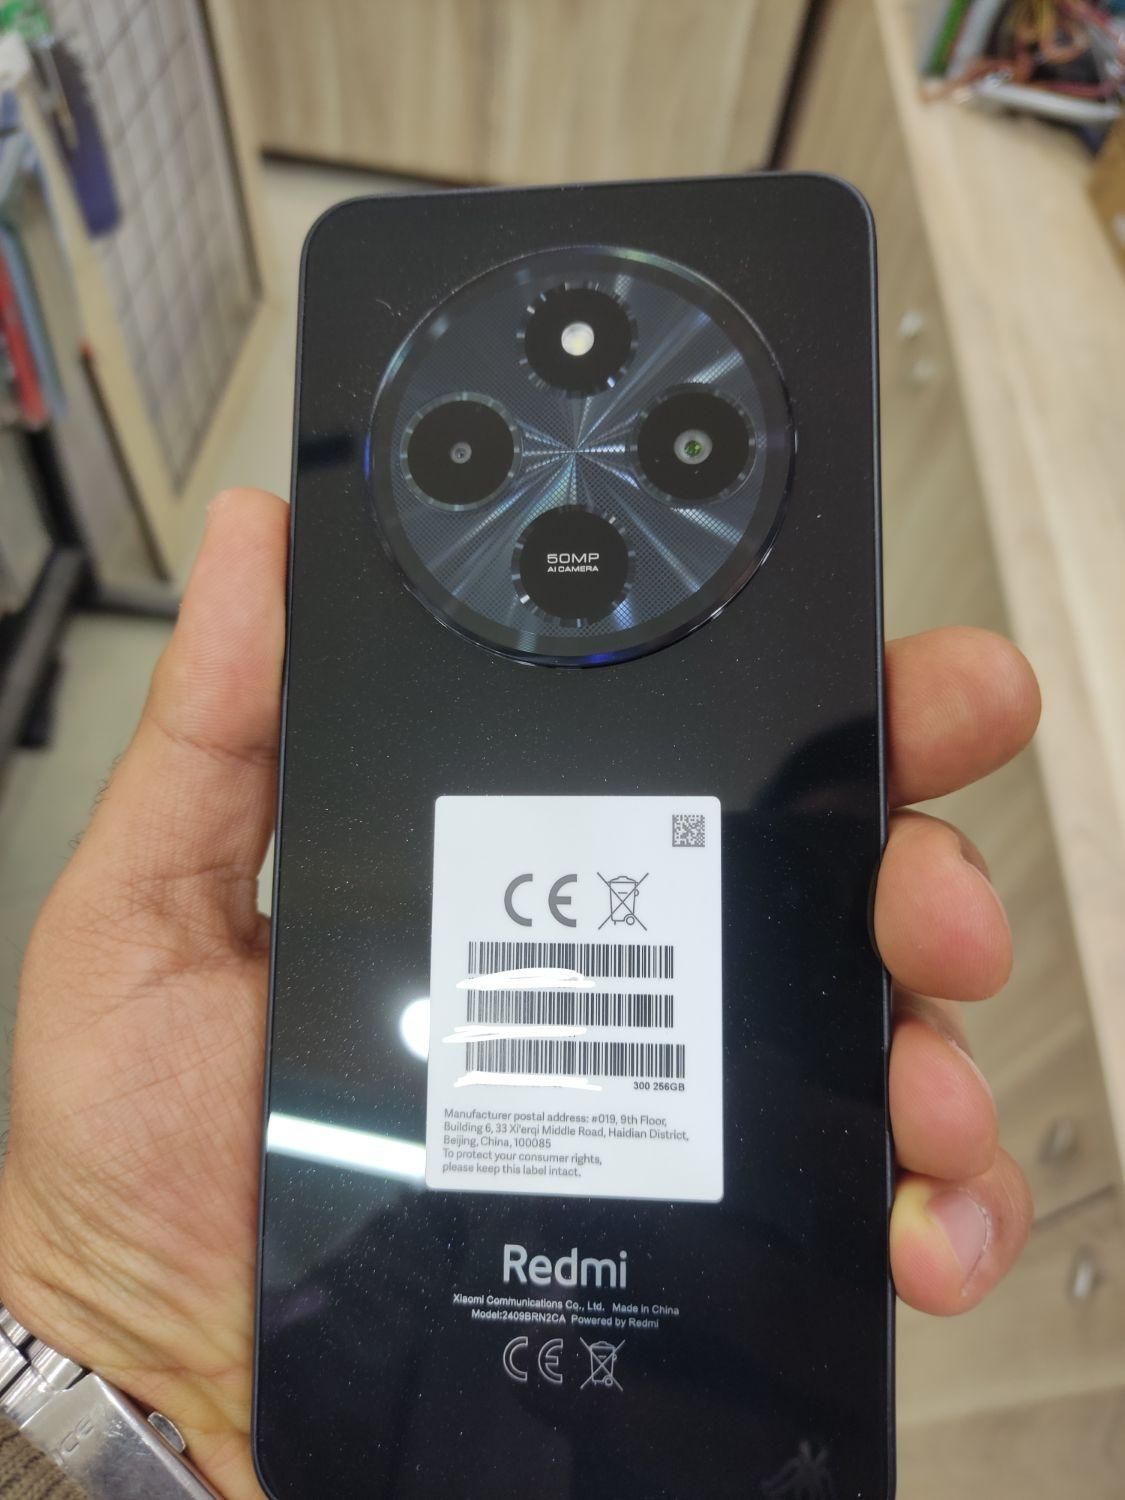 50MP
AI CAMERA
CE
300 256GB
Manufacturer postal address: #019, 9th Floor,
Building 6, 33 Xi'erqi Middle Road, Haidian District,
Beijing, China, 100085
To protect your consumer rights,
please keep this label intact.
Redmi
Xiaomi Communications Co., Ltd. Made in China
Model:2409BRN2CA Powered by Redmi
CE